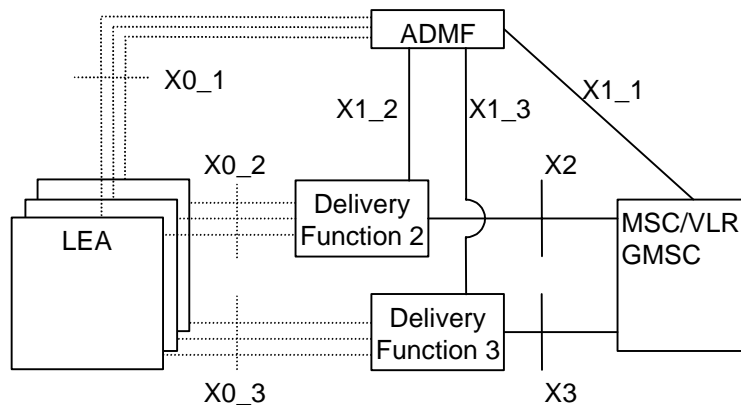 ADMF
X0_1
X1_1
X1_2
X1_3
X0_2
X2
Delivery
Function 2
MSC/VLR
GMSC
LEA
Delivery
Function 3
X0_3
X3